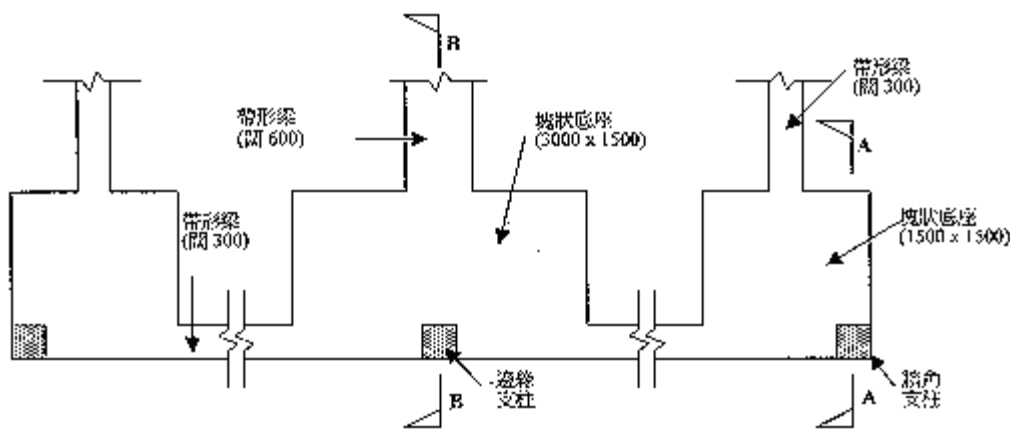 B
帶形梁
(闊 300)
帶形梁
(闊 600)
塊狀底座
(3000 x 1500)
A
帶形梁
(闊 300)
塊狀底座
(1500 x 1500)
邊緣
支柱
B
牆角
支柱
A